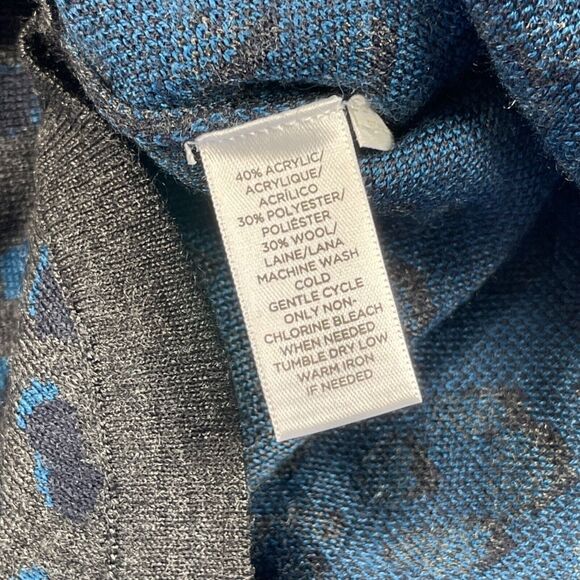 40% ACRYLIC/
ACRYLIQUE/
ACRÍLICO
30% POLYESTER/
POLIÉSTER
30% WOOL/
LAINE/LANA
MACHINE WASH
COLD
GENTLE CYCLE
ONLY NON-
CHLORINE BLEACH
WHEN NEEDED
TUMBLE DRY LOW
WARM IRON
IF NEEDED